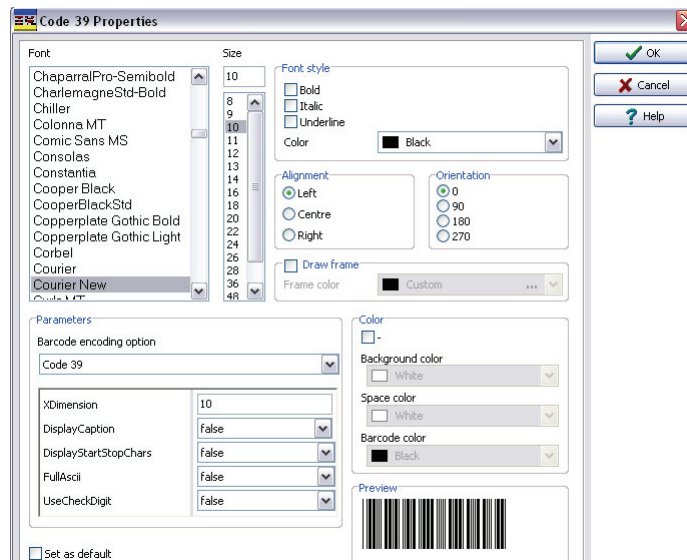 Code 39 Properties
Font
ChaparralPro-Semibold
CharlemagneStd-Bold
Chiller
Colonna MT
Comic Sans MS
Consolas
Constantia
Cooper Black
CooperBlackStd
Copperplate Gothic Bold
Copperplate Gothic Light
Corbel
Courier
Courier New
Curlz MT
Size
10
8
9
10
11
12
13
14
16
18
20
22
24
26
28
36
48
Font style
Bold
Italic
Underline
Color
Black
Alignment
Left
Centre
Right
Orientation
0
90
180
270
Draw frame
Frame color
Custom
...
OK
Cancel
? Help
Parameters
Barcode encoding option
Code 39
XDimension 10
DisplayCaption false
DisplayStartStopChars false
FullAscii false
UseCheckDigit false
Set as default
Color
-
Background color
White
Space color
White
Barcode color
Black
Preview